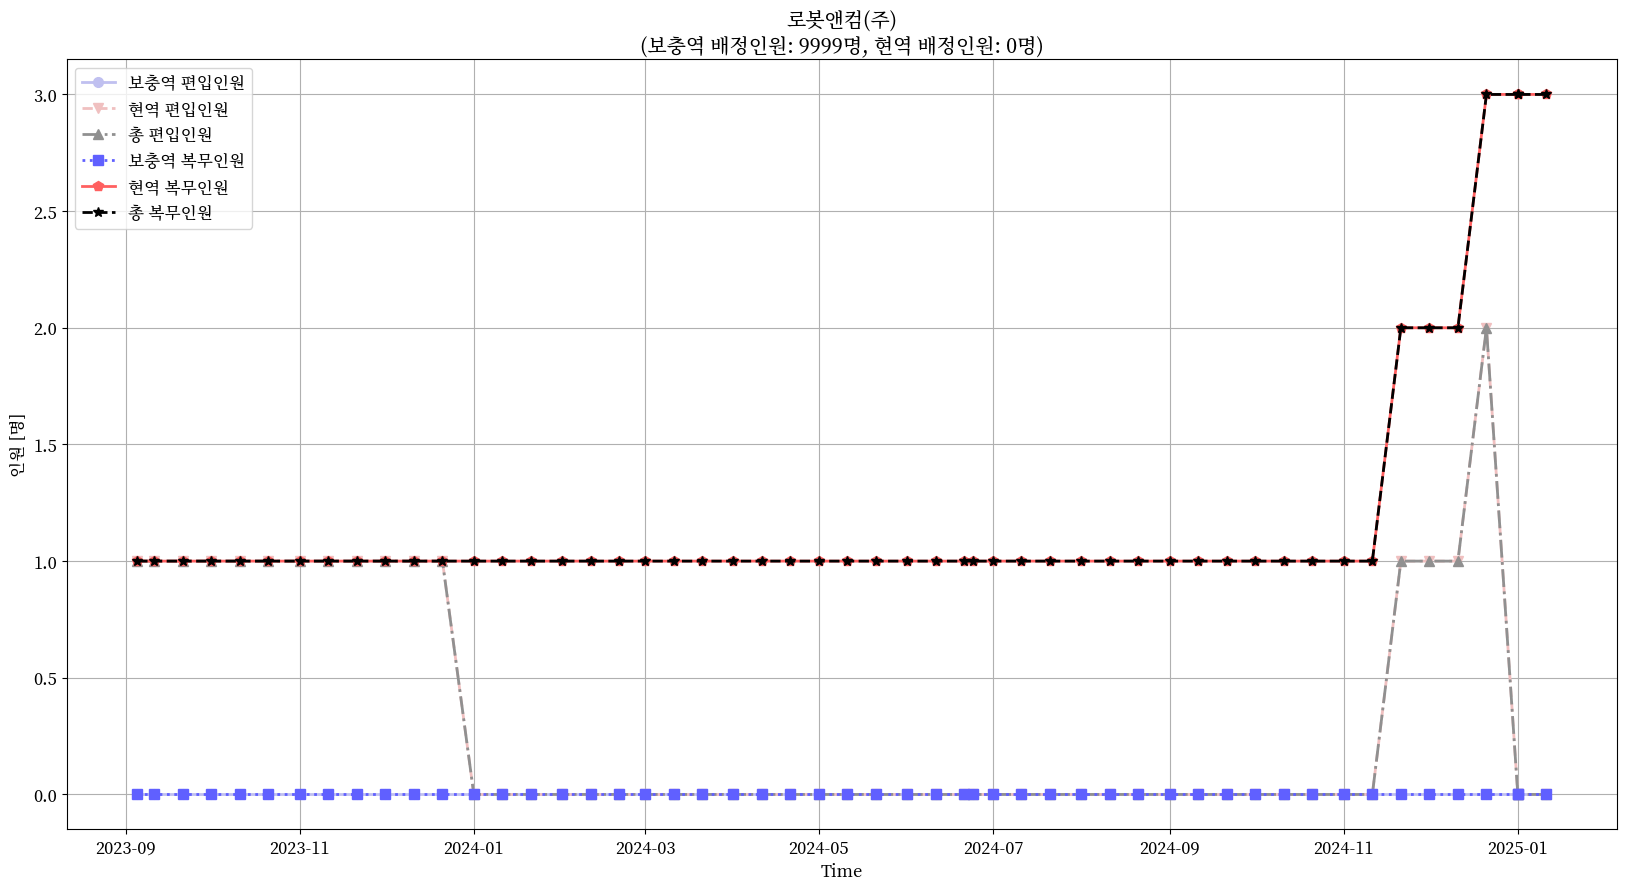 로봇앤컴(주)
(보충역 배정인원: 9999명, 현역 배정인원: 0명)
보충역 편입인원
현역 편입인원
총 편입인원
보충역 복무인원
현역 복무인원
총 복무인원
3.0
2.5
2.0
1.5
1.0
0.5
0.0
인원 [명]
2023-09 2023-11 2024-01 2024-03 2024-05 2024-07 2024-09 2024-11 2025-01
Time